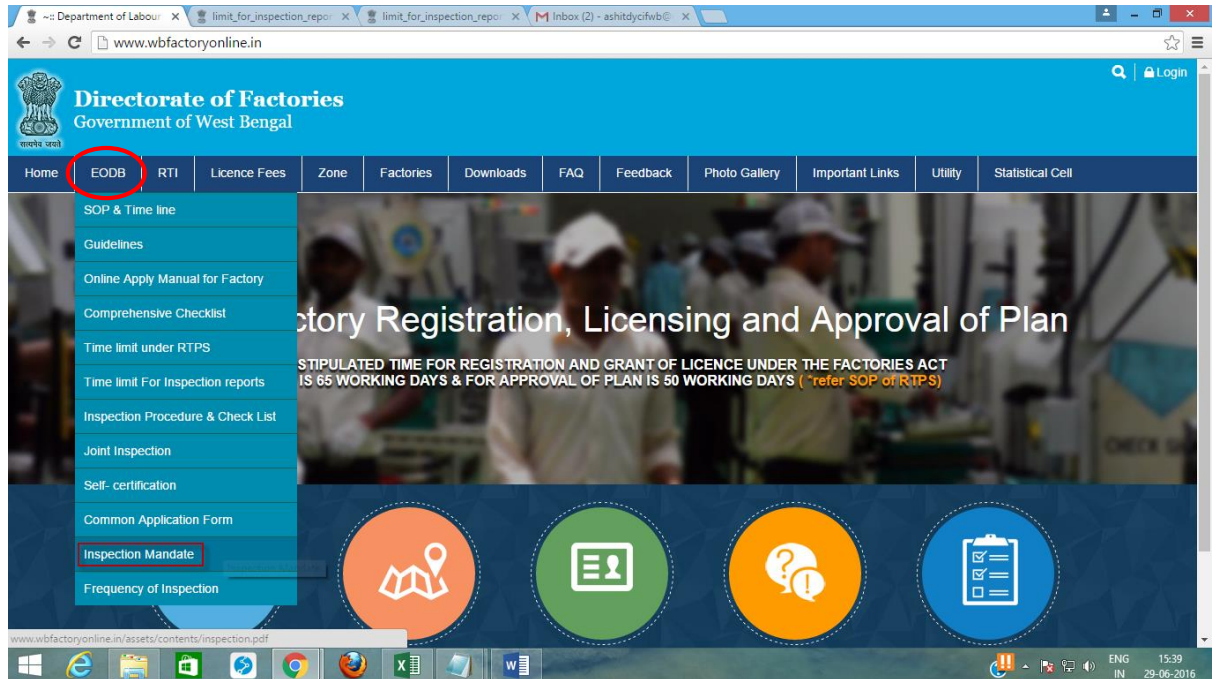 ~:: Department of Labour
limit_for_inspection_repor
limit_for_inspection_repor
Inbox (2) - ashitdycifwb@
www.wbfactoryonline.in
Login
Directorate of Factories
Government of West Bengal
सत्यमेव जयते
Home EODB RTI Licence Fees Zone Factories Downloads FAQ Feedback Photo Gallery Important Links Utility Statistical Cell
SOP & Time line
Guidelines
Online Apply Manual for Factory
Comprehensive Checklist
Time limit under RTPS
Time limit For Inspection reports
Inspection Procedure & Check List
Joint Inspection
Self- certification
Common Application Form
Inspection Mandate
Frequency of Inspection
ctory Registration, Licensing and Approval of Plan
STIPULATED TIME FOR REGISTRATION AND GRANT OF LICENCE UNDER THE FACTORIES ACT
IS 65 WORKING DAYS & FOR APPROVAL OF PLAN IS 50 WORKING DAYS ( *refer SOP of RTPS)
www.wbfactoryonline.in/assets/contents/inspection.pdf
ENG 15:39
IN 29-06-2016